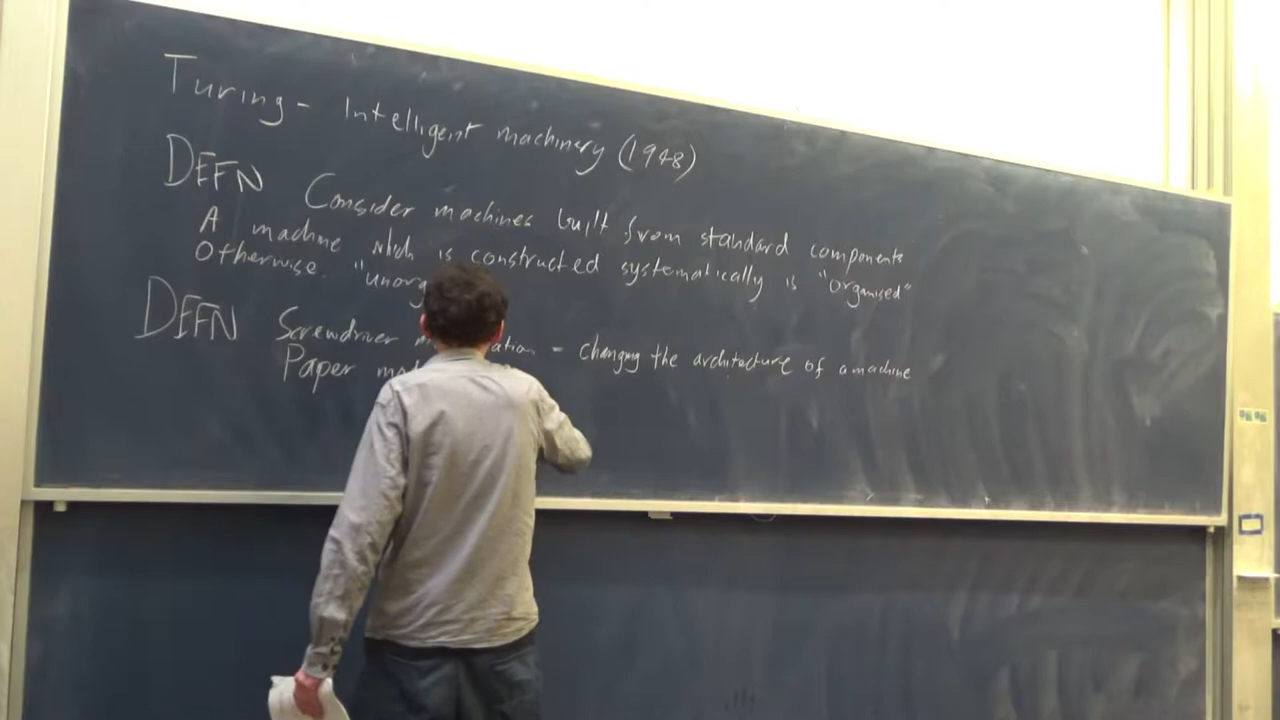 Turing - Intelligent machinery (1948)
DEFN Consider machines built from standard components
A machine which is constructed systematically is "organised"
Otherwise "unorg
DEFN Screwdriver ation = changing the architecture of a machine
Paper